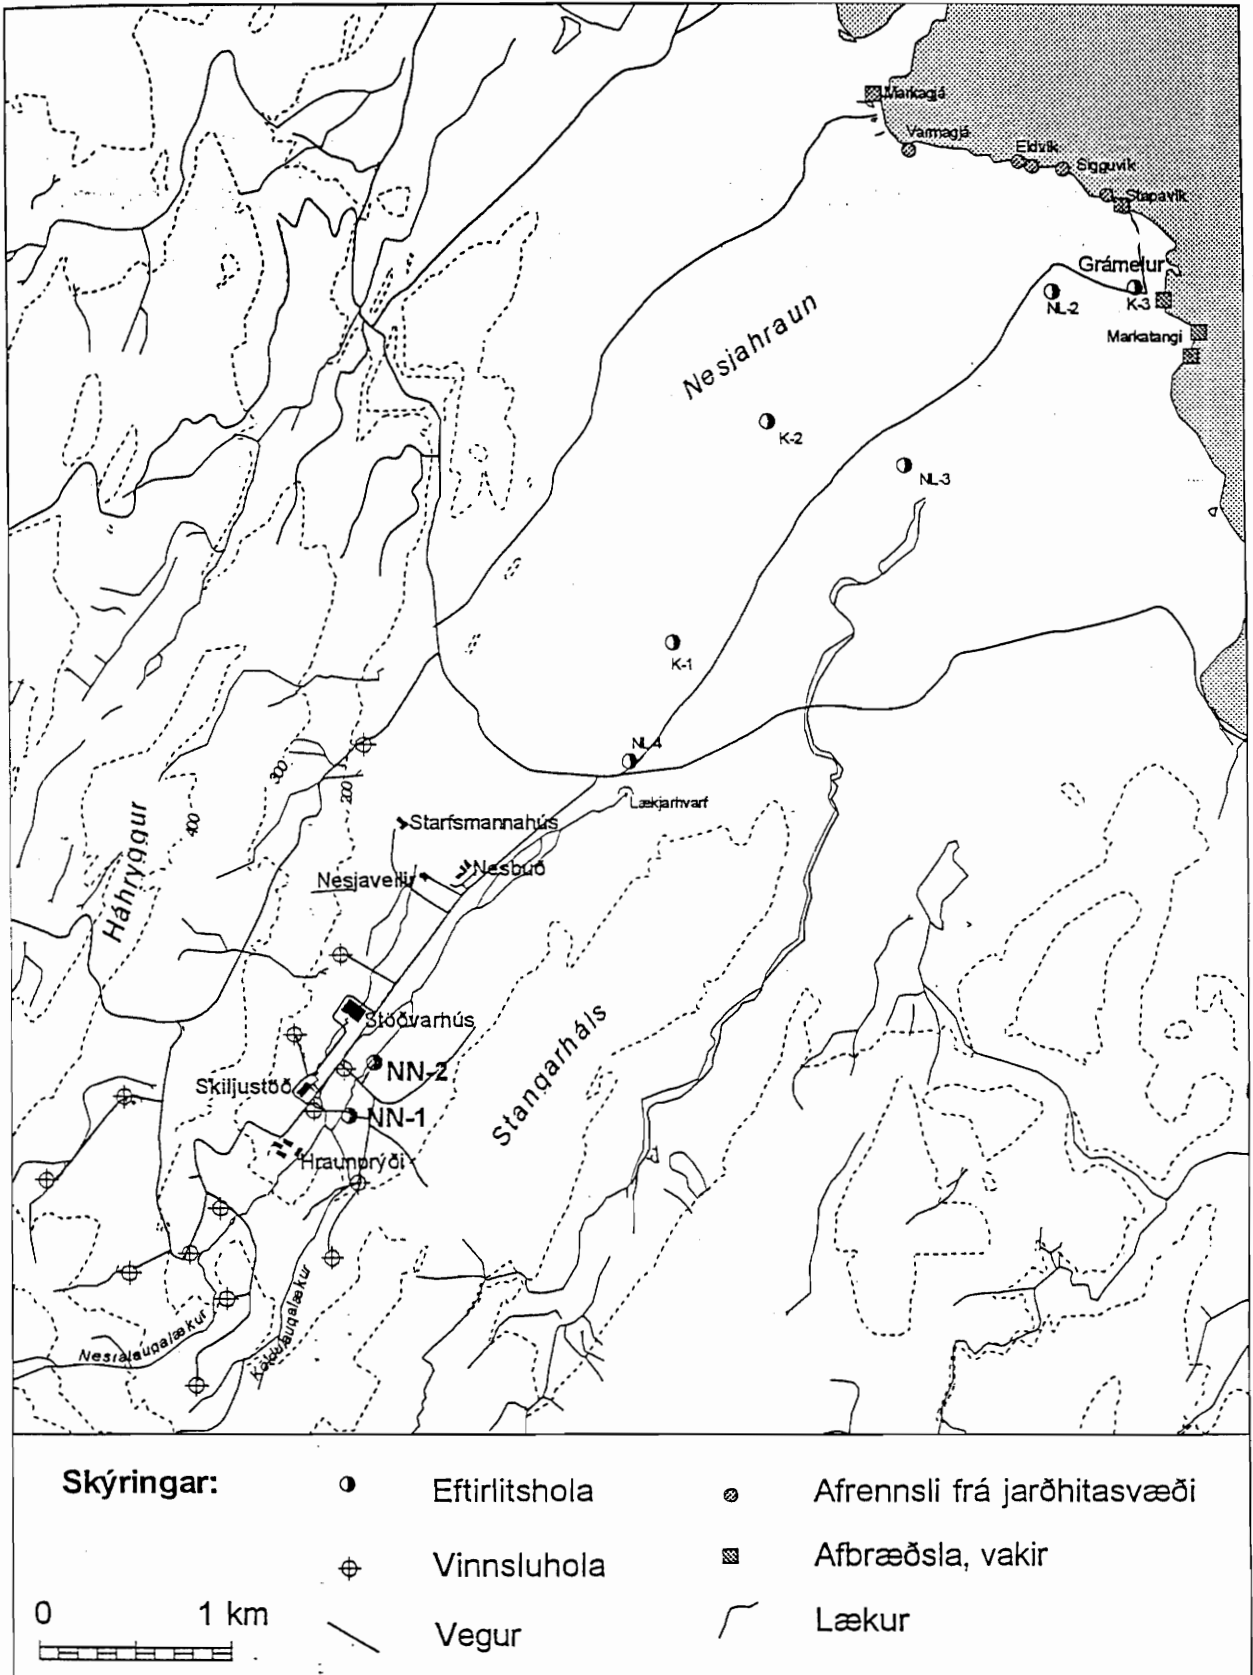 Markagjá
Varmagjá
Eldvík
Sigguvík
Stapavík
Grámelur
NL-2
K-3
Markatangi
Nesjahraun
K-2
NL-3
K-1
NL-4
Lækjarhvarf
300
200
400
Háhryggur
Starfsmannahús
Nesbúð
Nesjavellir
Stöðvarhús
Stangarháls
NN-2
Skiljustöð
NN-1
Hraunprýði
Nesjalaugalækur
Köldulaugalækur
Skýringar:
Eftirlitshola
Afrennsli frá jarðhitasvæði
Vinnsluhola
Afbræðsla, vakir
0 1 km
Vegur
Lækur